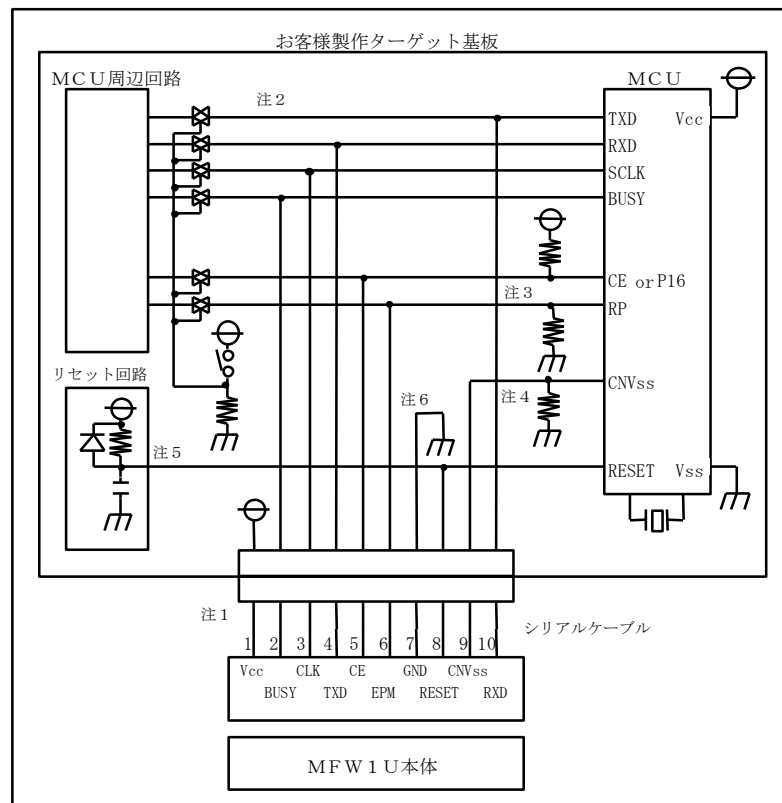 お客様製作ターゲット基板
MCU周辺回路
MCU
注2
TXD
Vcc
RXD
SCLK
BUSY
CE or P16
注3
RP
リセット回路
注6
注4
CNVss
注5
RESET
Vss
注1
シリアルケーブル
1 2 3 4 5 6 7 8 9 10
Vcc CLK CE GND CNVss
BUSY TXD EPM RESET RXD
MFW1U本体